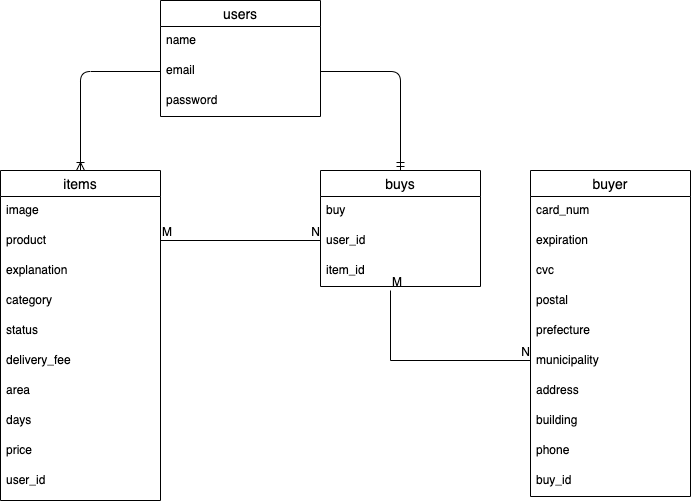 users
name
email
password
items
image
product
explanation
category
status
delivery_fee
area
days
price
user_id
M
N
buys
buy
user_id
item_id
M
N
buyer
card_num
expiration
cvc
postal
prefecture
municipality
address
building
phone
buy_id